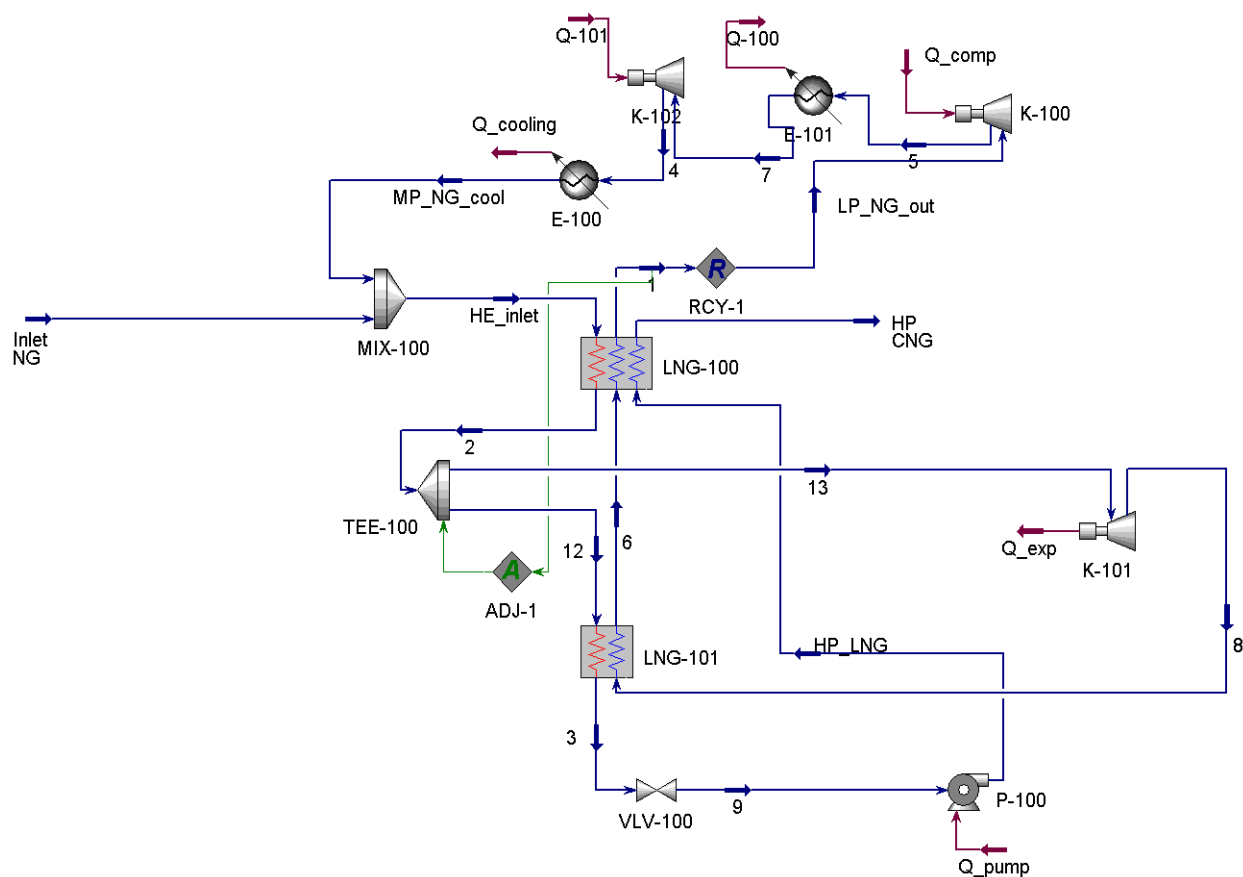 Q-101
Q-100
Q_comp
K-102
E-101
K-100
Q_cooling
4
7
5
MP_NG_cool
E-100
LP_NG_out
1
R
RCY-1
HE_inlet
Inlet
NG
MIX-100
HP
CNG
LNG-100
2
13
TEE-100
12
6
A
ADJ-1
Q_exp
K-101
LNG-101
HP_LNG
8
3
VLV-100
9
P-100
Q_pump